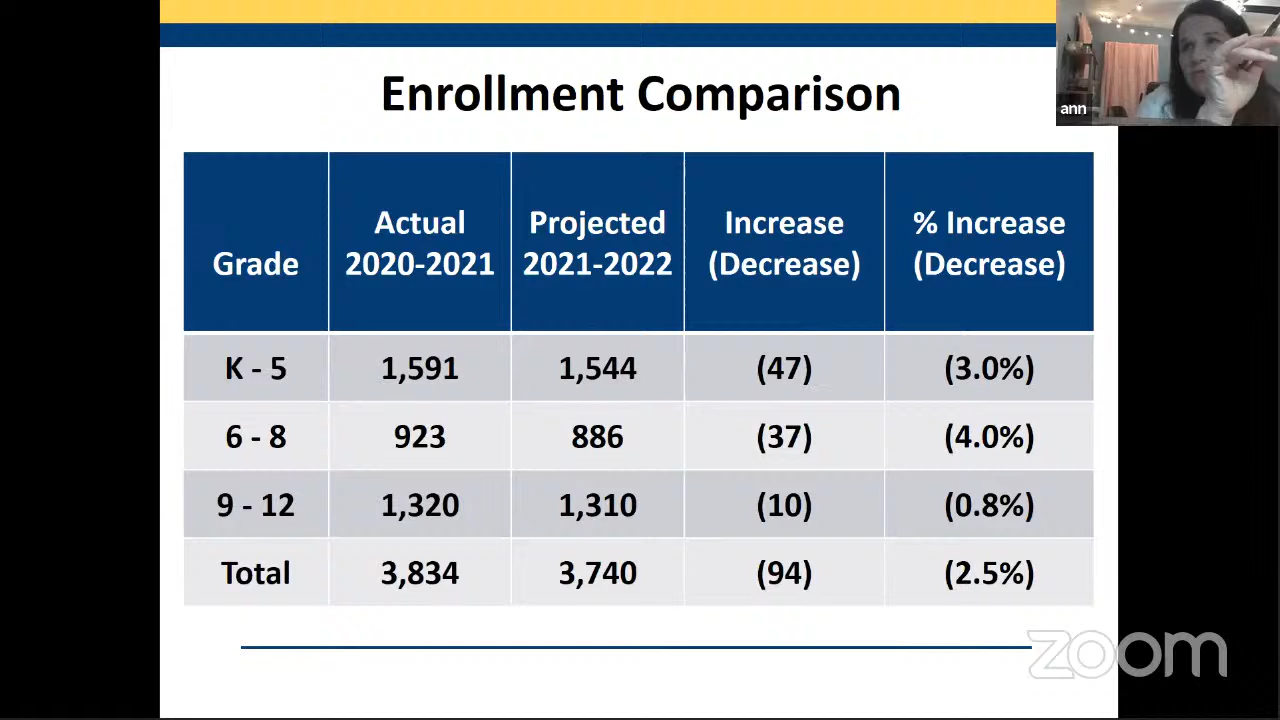 Enrollment Comparison
ann
Grade Actual 2020-2021 Projected 2021-2022 Increase (Decrease) % Increase (Decrease)
K - 5 1,591 1,544 (47) (3.0%)
6 - 8 923 886 (37) (4.0%)
9 - 12 1,320 1,310 (10) (0.8%)
Total 3,834 3,740 (94) (2.5%)
zoom